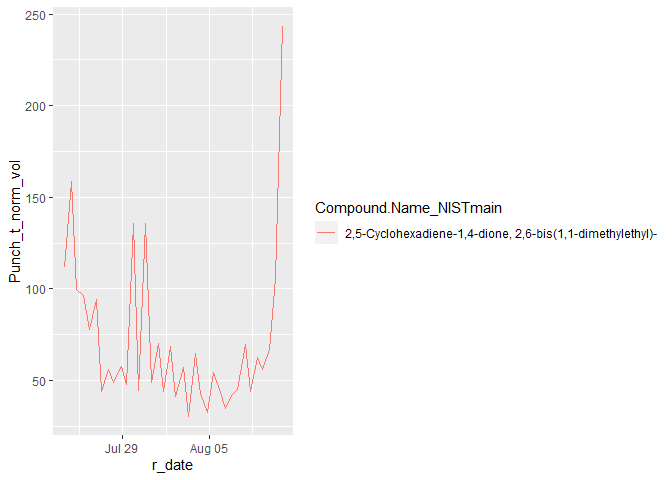 250
200
150
100
50
Punch_t_norm_vol
Jul 29
Aug 05
r_date
Compound.Name_NISTmain
2,5-Cyclohexadiene-1,4-dione, 2,6-bis(1,1-dimethylethyl)-